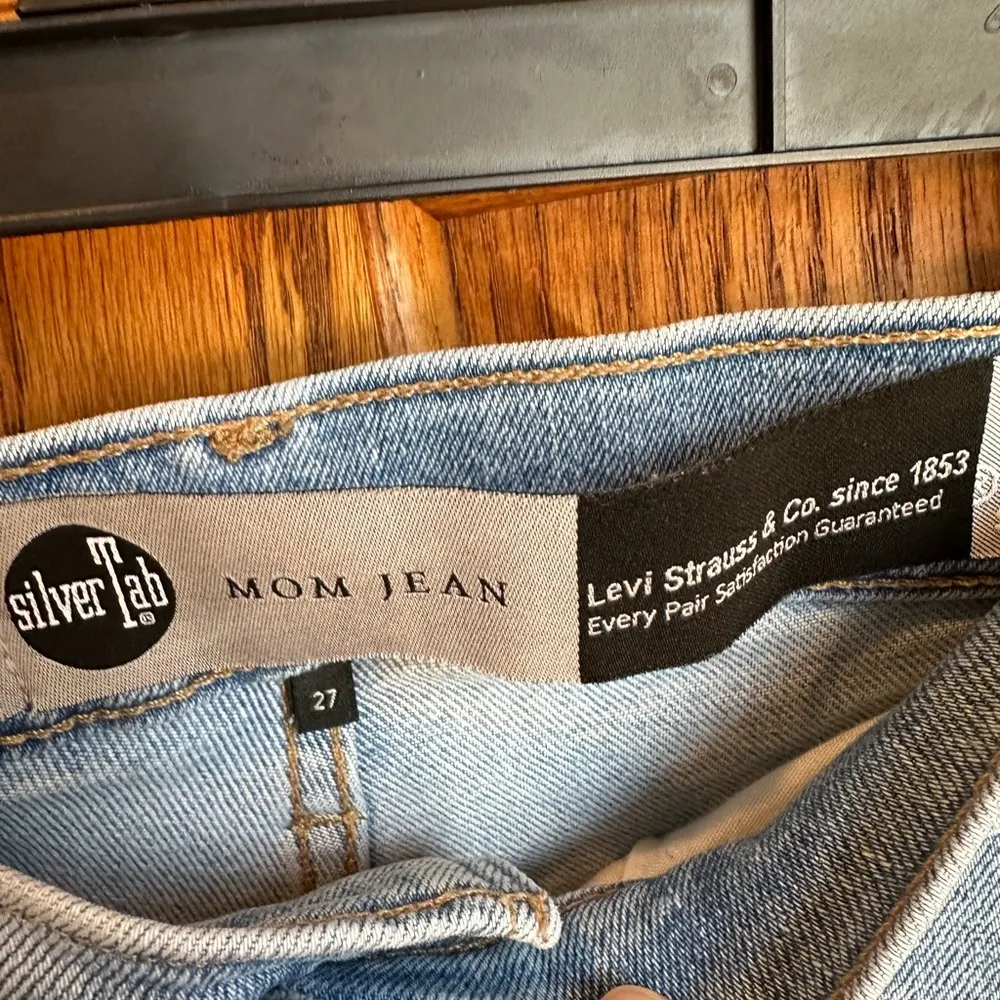 silverTab
MOM JEAN
Levi Strauss & Co. since 1853
Every Pair Satisfaction Guaranteed
27